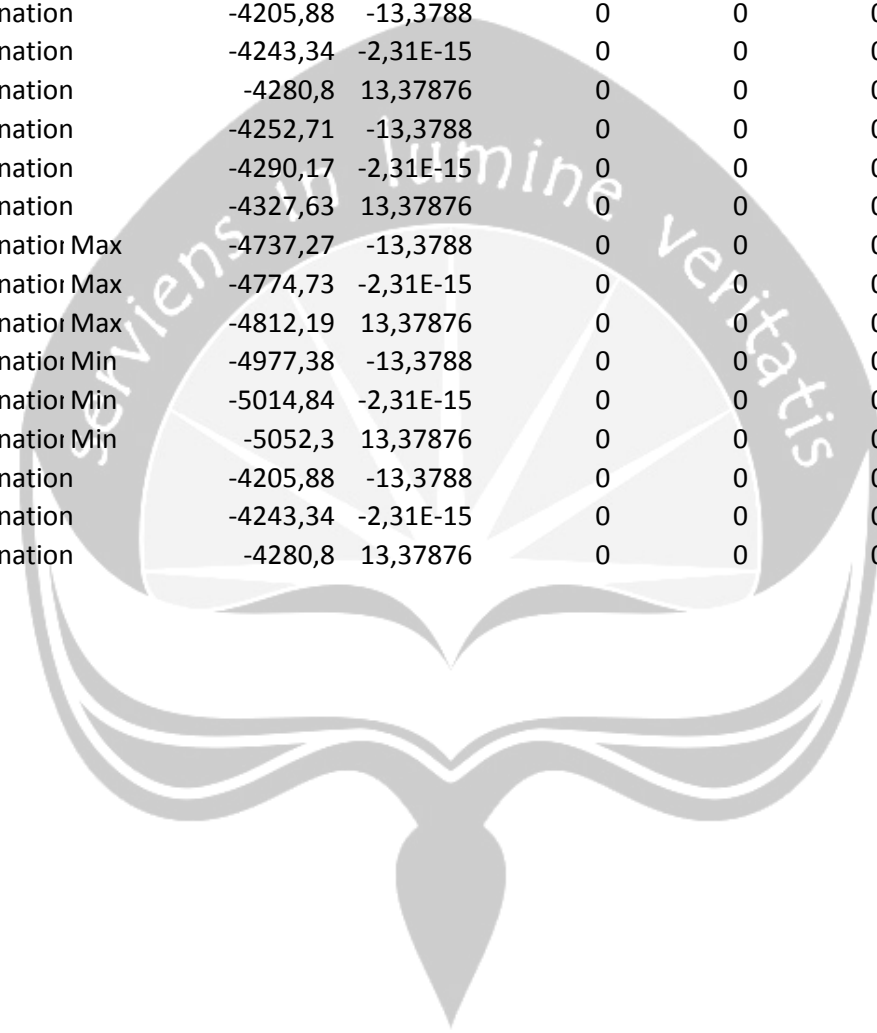 nation -4205,88 -13,3788 0 0 0
nation -4243,34 -2,31E-15 0 0 0
nation -4280,8 13,37876 0 0 0
nation -4252,71 -13,3788 0 0 0
nation -4290,17 -2,31E-15 0 0 0
nation -4327,63 13,37876 0 0 0
nation Max -4737,27 -13,3788 0 0 0
nation Max -4774,73 -2,31E-15 0 0 0
nation Max -4812,19 13,37876 0 0 0
nation Min -4977,38 -13,3788 0 0 0
nation Min -5014,84 -2,31E-15 0 0 0
nation Min -5052,3 13,37876 0 0 0
nation -4205,88 -13,3788 0 0 0
nation -4243,34 -2,31E-15 0 0 0
nation -4280,8 13,37876 0 0 0
serviens in lumine veritatis